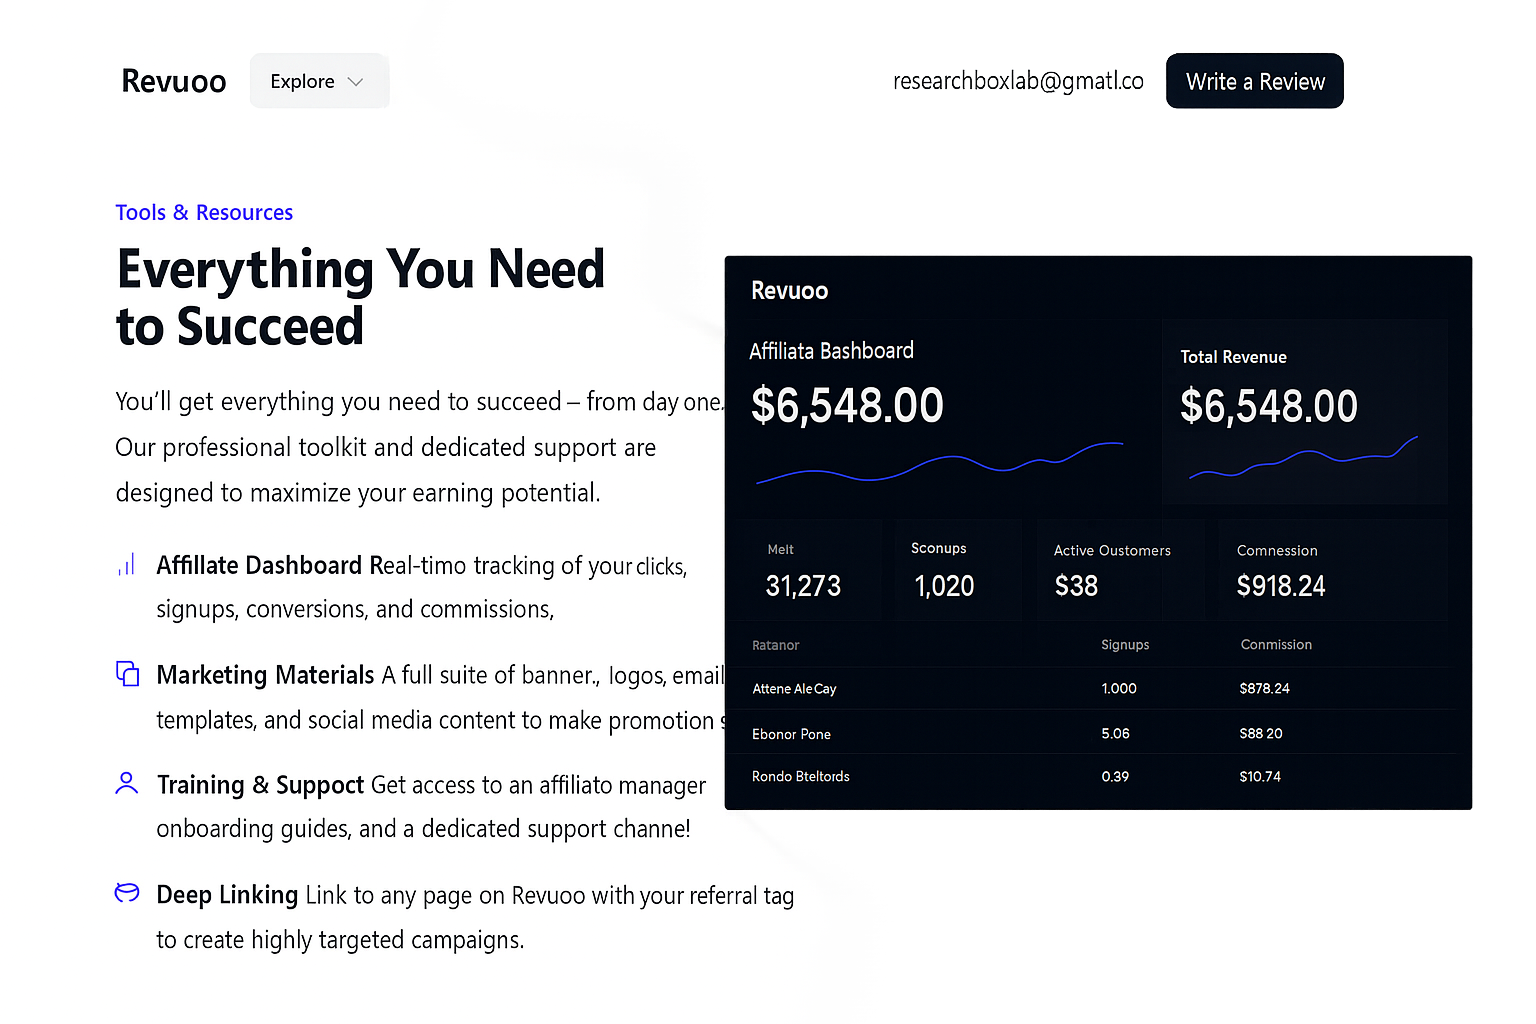 Revuoo
Explore
researchboxlab@gmatl.co
Write a Review
Tools & Resources
Everything You Need
to Succeed
You'll get everything you need to succeed – from day one.
Our professional toolkit and dedicated support are
designed to maximize your earning potential.
Affillate Dashboard Real-timo tracking of your clicks,
signups, conversions, and commissions,
Marketing Materials A full suite of banner., logos, email
templates, and social media content to make promotion s
Training & Support Get access to an affiliato manager
onboarding guides, and a dedicated support channe!
Deep Linking Link to any page on Revuoo with your referral tag
to create highly targeted campaigns.
Revuoo
Affiliata Bashboard
$6,548.00
Total Revenue
$6,548.00
Melt
31,273
Sconups
1,020
Active Oustomers
$38
Comnession
$918.24
Ratanor Signups Conmission
Attene Ale Cay 1.000 $878.24
Ebonor Pone 5.06 $88 20
Rondo Bteltords 0.39 $10.74